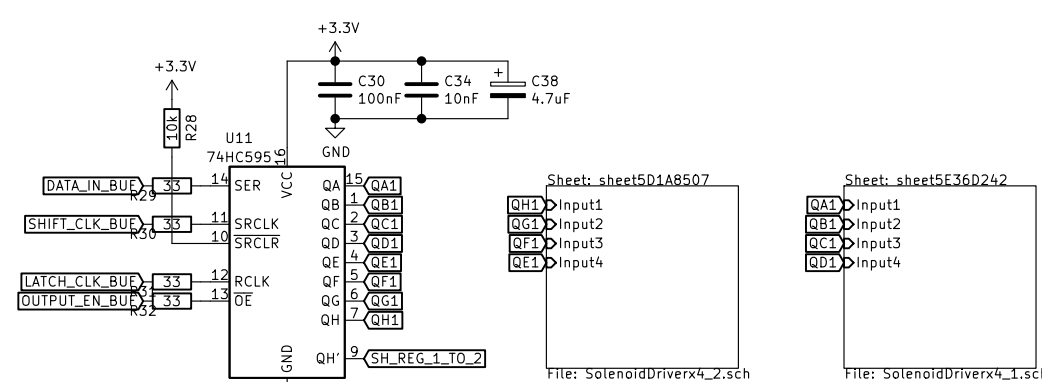 +3.3V
+3.3V
C30
100nF
C34
10nF
+
C38
4.7uF
GND
10k
R28
U11
74HC595
16
VCC
DATA_IN_BUF
R29
33
14
SER
SHIFT_CLK_BUF
R30
33
11
SRCLK
10
SRCLR
LATCH_CLK_BUF
R31
33
12
RCLK
OUTPUT_EN_BUF
R32
33
13
OE
QA
15
QA1
QB
1
QB1
QC
2
QC1
QD
3
QD1
QE
4
QE1
QF
5
QF1
QG
6
QG1
QH
7
QH1
QH'
9
SH_REG_1_TO_2
GND
Sheet: sheet5D1A8507
QH1
Input1
QG1
Input2
QF1
Input3
QE1
Input4
File: SolenoidDriverx4_2.sch
Sheet: sheet5E36D242
QA1
Input1
QB1
Input2
QC1
Input3
QD1
Input4
File: SolenoidDriverx4_1.sch